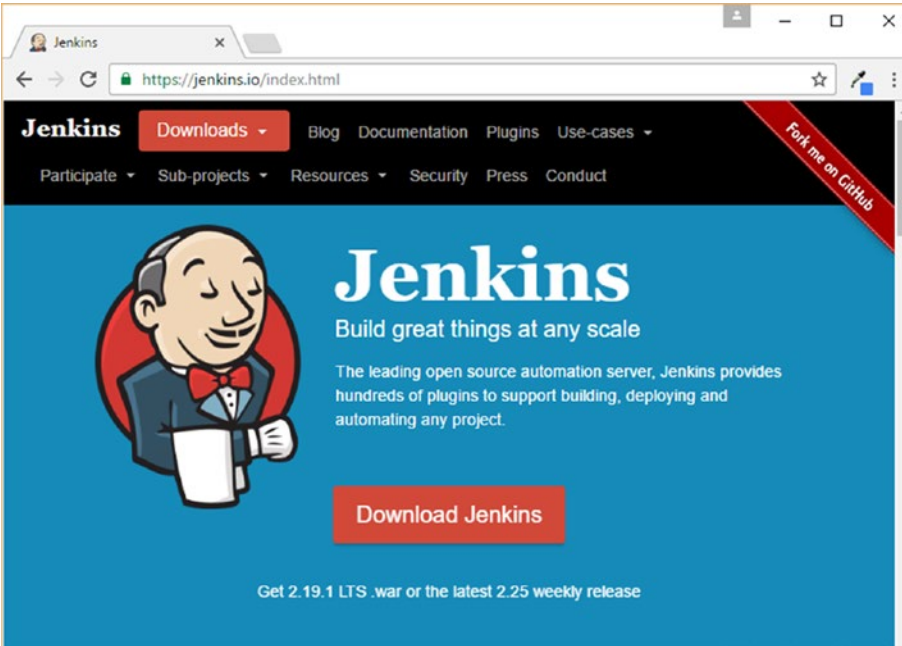 Jenkins
https://jenkins.io/index.html
Jenkins Downloads Blog Documentation Plugins Use-cases
Participate Sub-projects Resources Security Press Conduct
Fork me on GitHub
Jenkins
Build great things at any scale
The leading open source automation server, Jenkins provides
hundreds of plugins to support building, deploying and
automating any project.
Download Jenkins
Get 2.19.1 LTS .war or the latest 2.25 weekly release